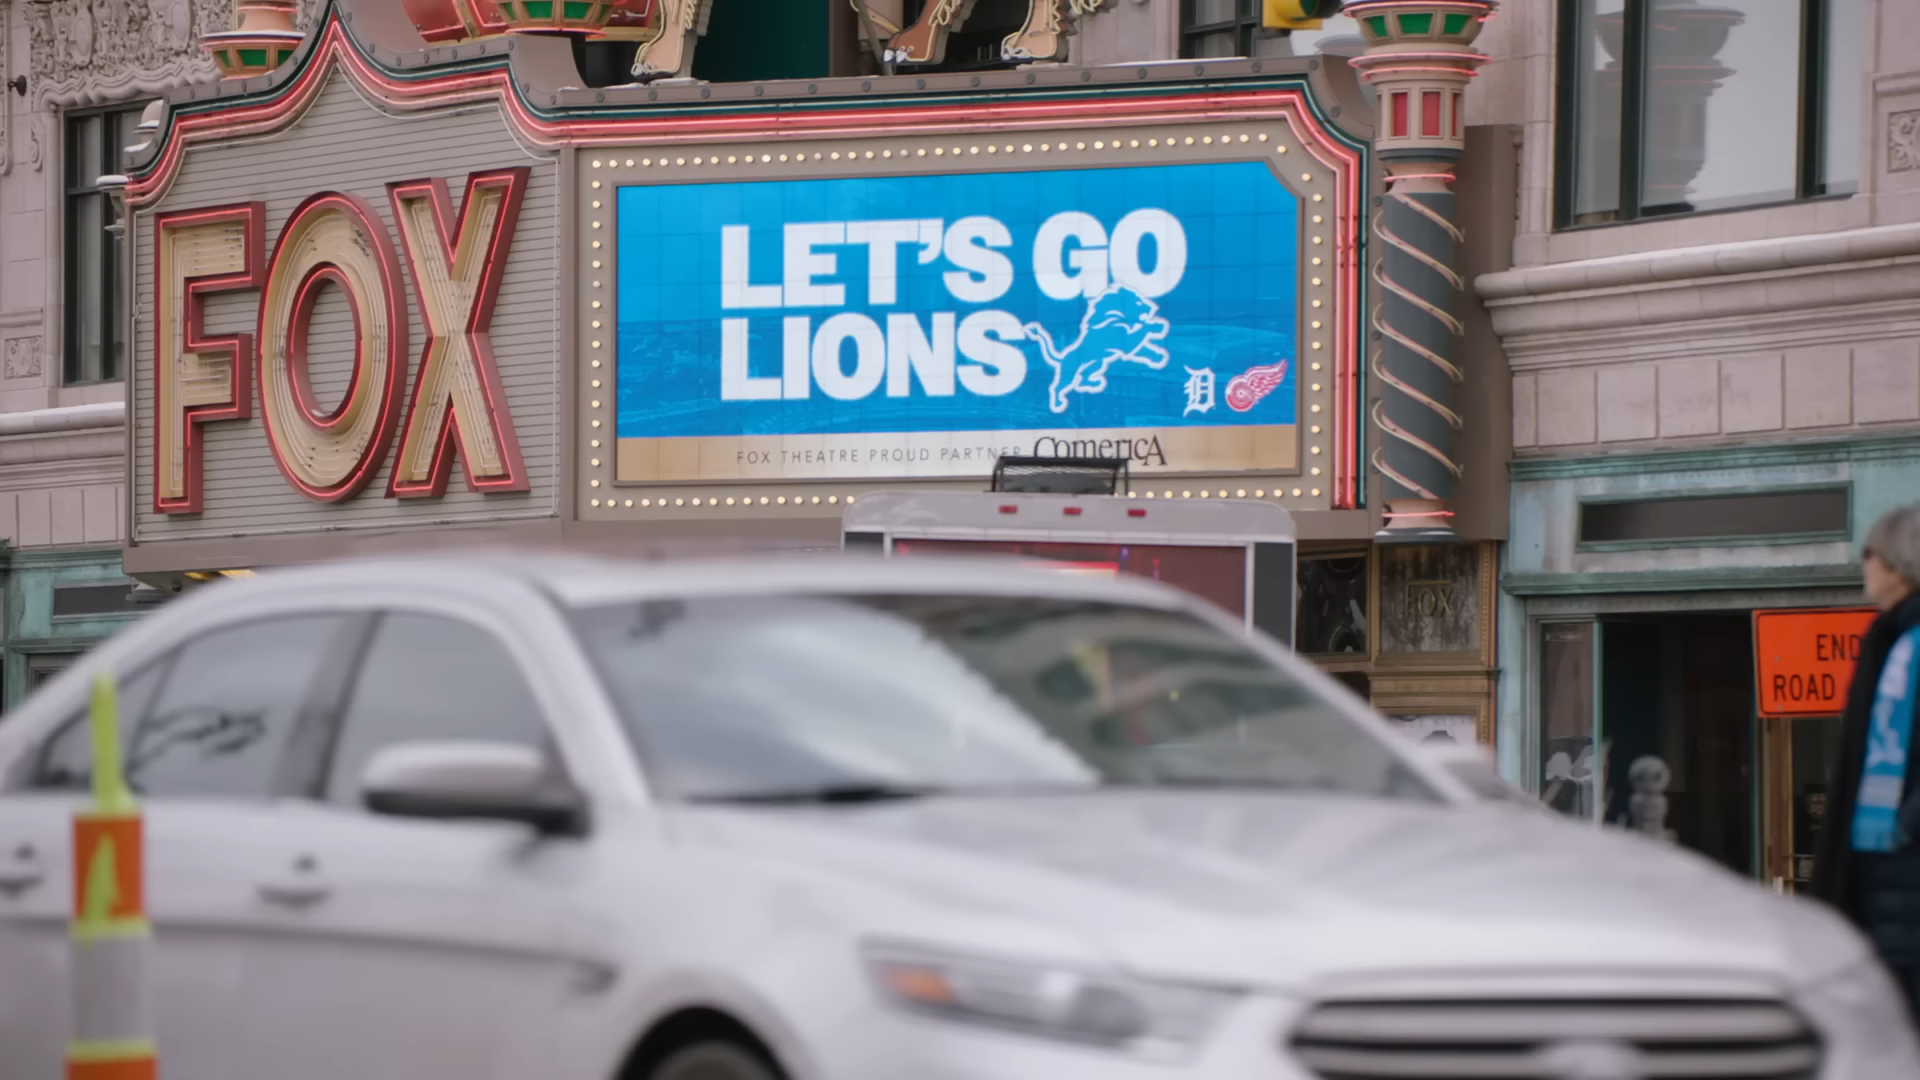 FOX
LET'S GO
LIONS
D
FOX THEATRE PROUD PARTNER ComericA
FOX
END
ROAD